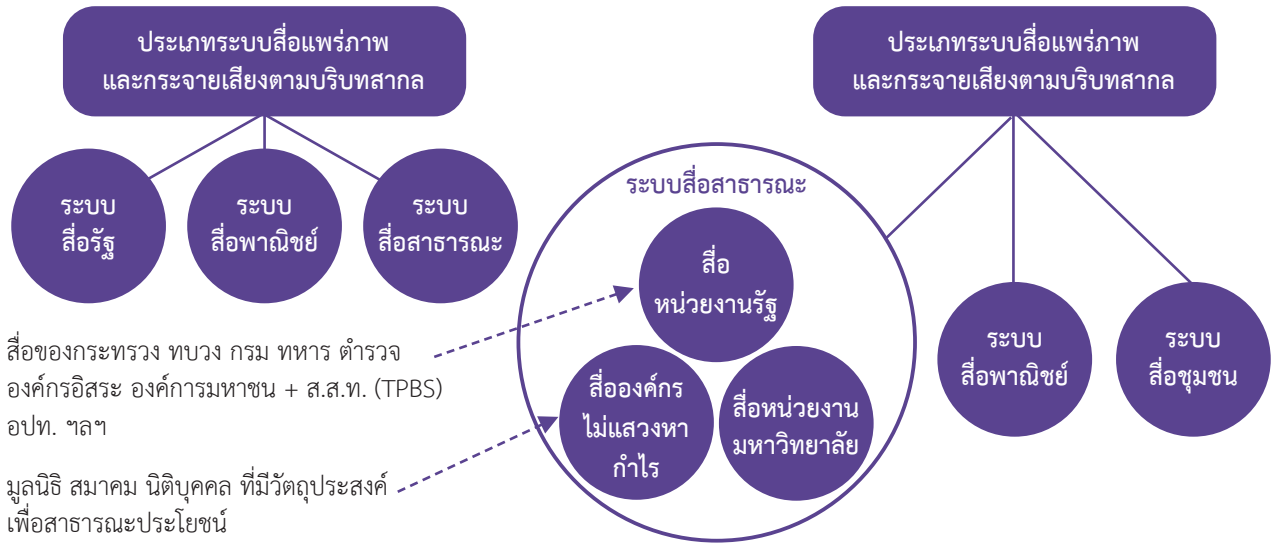 ประเภทระบบสื่อแพร่ภาพ
และกระจายเสียงตามบริบทสากล
ระบบ
สื่อรัฐ
ระบบ
สื่อพาณิชย์
ระบบ
สื่อสาธารณะ
สื่อของกระทรวง ทบวง กรม ทหาร ตำรวจ
องค์กรอิสระ องค์การมหาชน + ส.ส.ท. (TPBS)
อปท. ฯลฯ
มูลนิธิ สมาคม นิติบุคคล ที่มีวัตถุประสงค์
เพื่อสาธารณะประโยชน์
ประเภทระบบสื่อแพร่ภาพ
และกระจายเสียงตามบริบทสากล
ระบบสื่อสาธารณะ
สื่อ
หน่วยงานรัฐ
สื่อองค์กร
ไม่แสวงหา
กำไร
สื่อหน่วยงาน
มหาวิทยาลัย
ระบบ
สื่อพาณิชย์
ระบบ
สื่อชุมชน